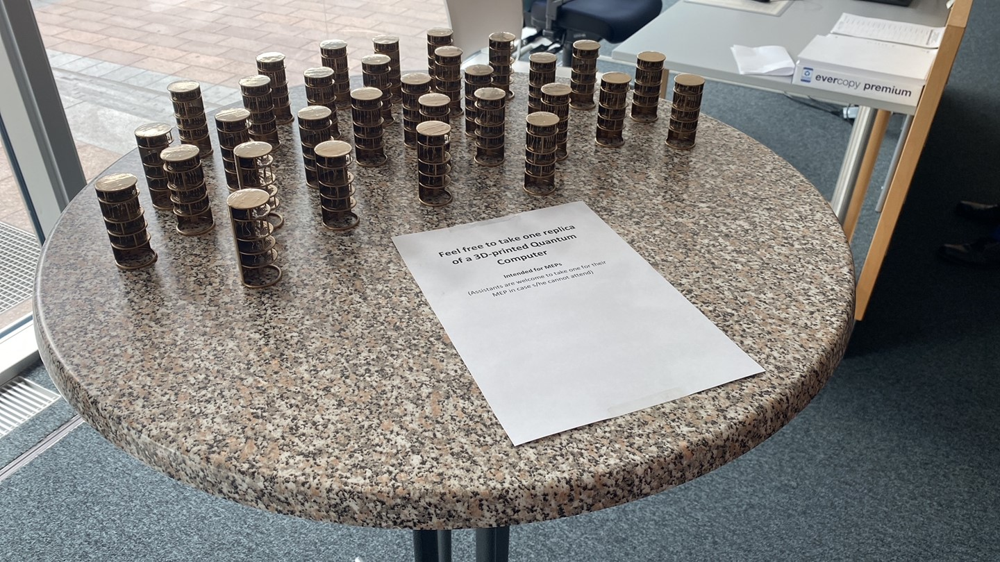 Feel free to take one replica
of a 3D-printed Quantum
Computer
Intended for MEPs
(Assistants are welcome to take one for their
MEP in case s/he cannot attend)
evercopy premium